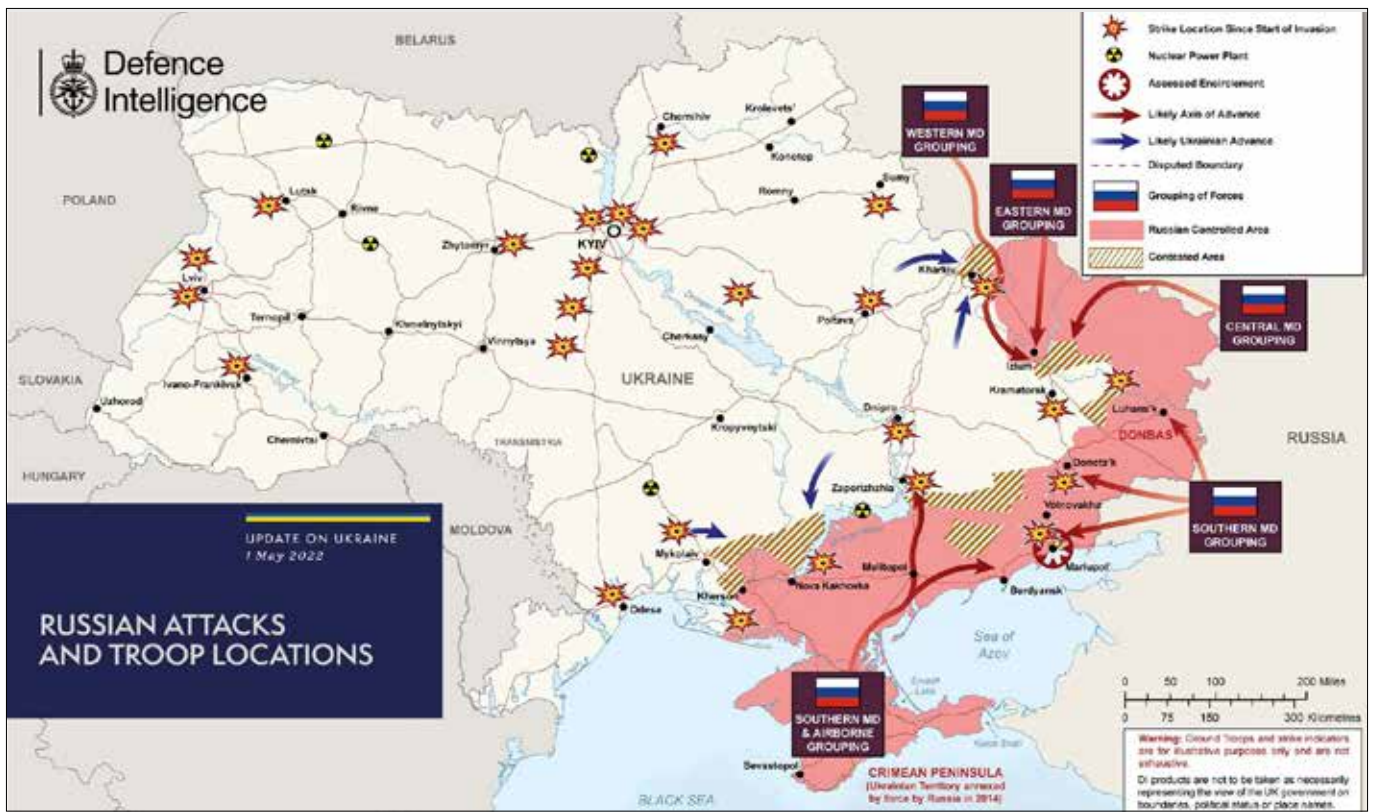 Defence
Intelligence
BELARUS
POLAND
SLOVAKIA
HUNGARY
MOLDOVA
TRANSNISTRIA
UKRAINE
RUSSIA
DONBAS
Chernihiv
Krolevets'
Konotop
Sumy
Romny
Lutsk
Rivne
Zhytomyr
KYIV
Lviv
Ternopil
Khmelnytskyi
Vinnytsya
Cherkasy
Poltava
Kharkiv
Izium
Kramatorsk
Luhans'k
Ivano-Frankivsk
Uzhorod
Chernivtsi
Kropyvnytski
Dnipro
Donets'k
Zaporizhzhia
Volnovakha
Mykolaiv
Mariupol'
Melitopol
Nova Kakhovka
Berdyansk
Kherson
Odesa
Sevastopol
Sea of
Azov
BLACK SEA
CRIMEAN PENINSULA
(Ukrainian Territory annexed
by force by Russia in 2014)
WESTERN MD
GROUPING
EASTERN MD
GROUPING
CENTRAL MD
GROUPING
SOUTHERN MD
GROUPING
SOUTHERN MD
& AIRBORNE
GROUPING
Strike Location Since Start of Invasion
Nuclear Power Plant
Assessed Encirclement
Likely Axis of Advance
Likely Ukrainian Advance
Disputed Boundary
Grouping of Forces
Russian Controlled Area
Contested Area
UPDATE ON UKRAINE
1 May 2022
RUSSIAN ATTACKS
AND TROOP LOCATIONS
0 50 100 200 Miles
0 75 150 300 Kilometres
Warning: Ground Troops and strike indicators
are for illustrative purposes only and are not
exhaustive.
DI products are not to be taken as necessarily
representing the view of the UK government on
boundaries, political status or place names.